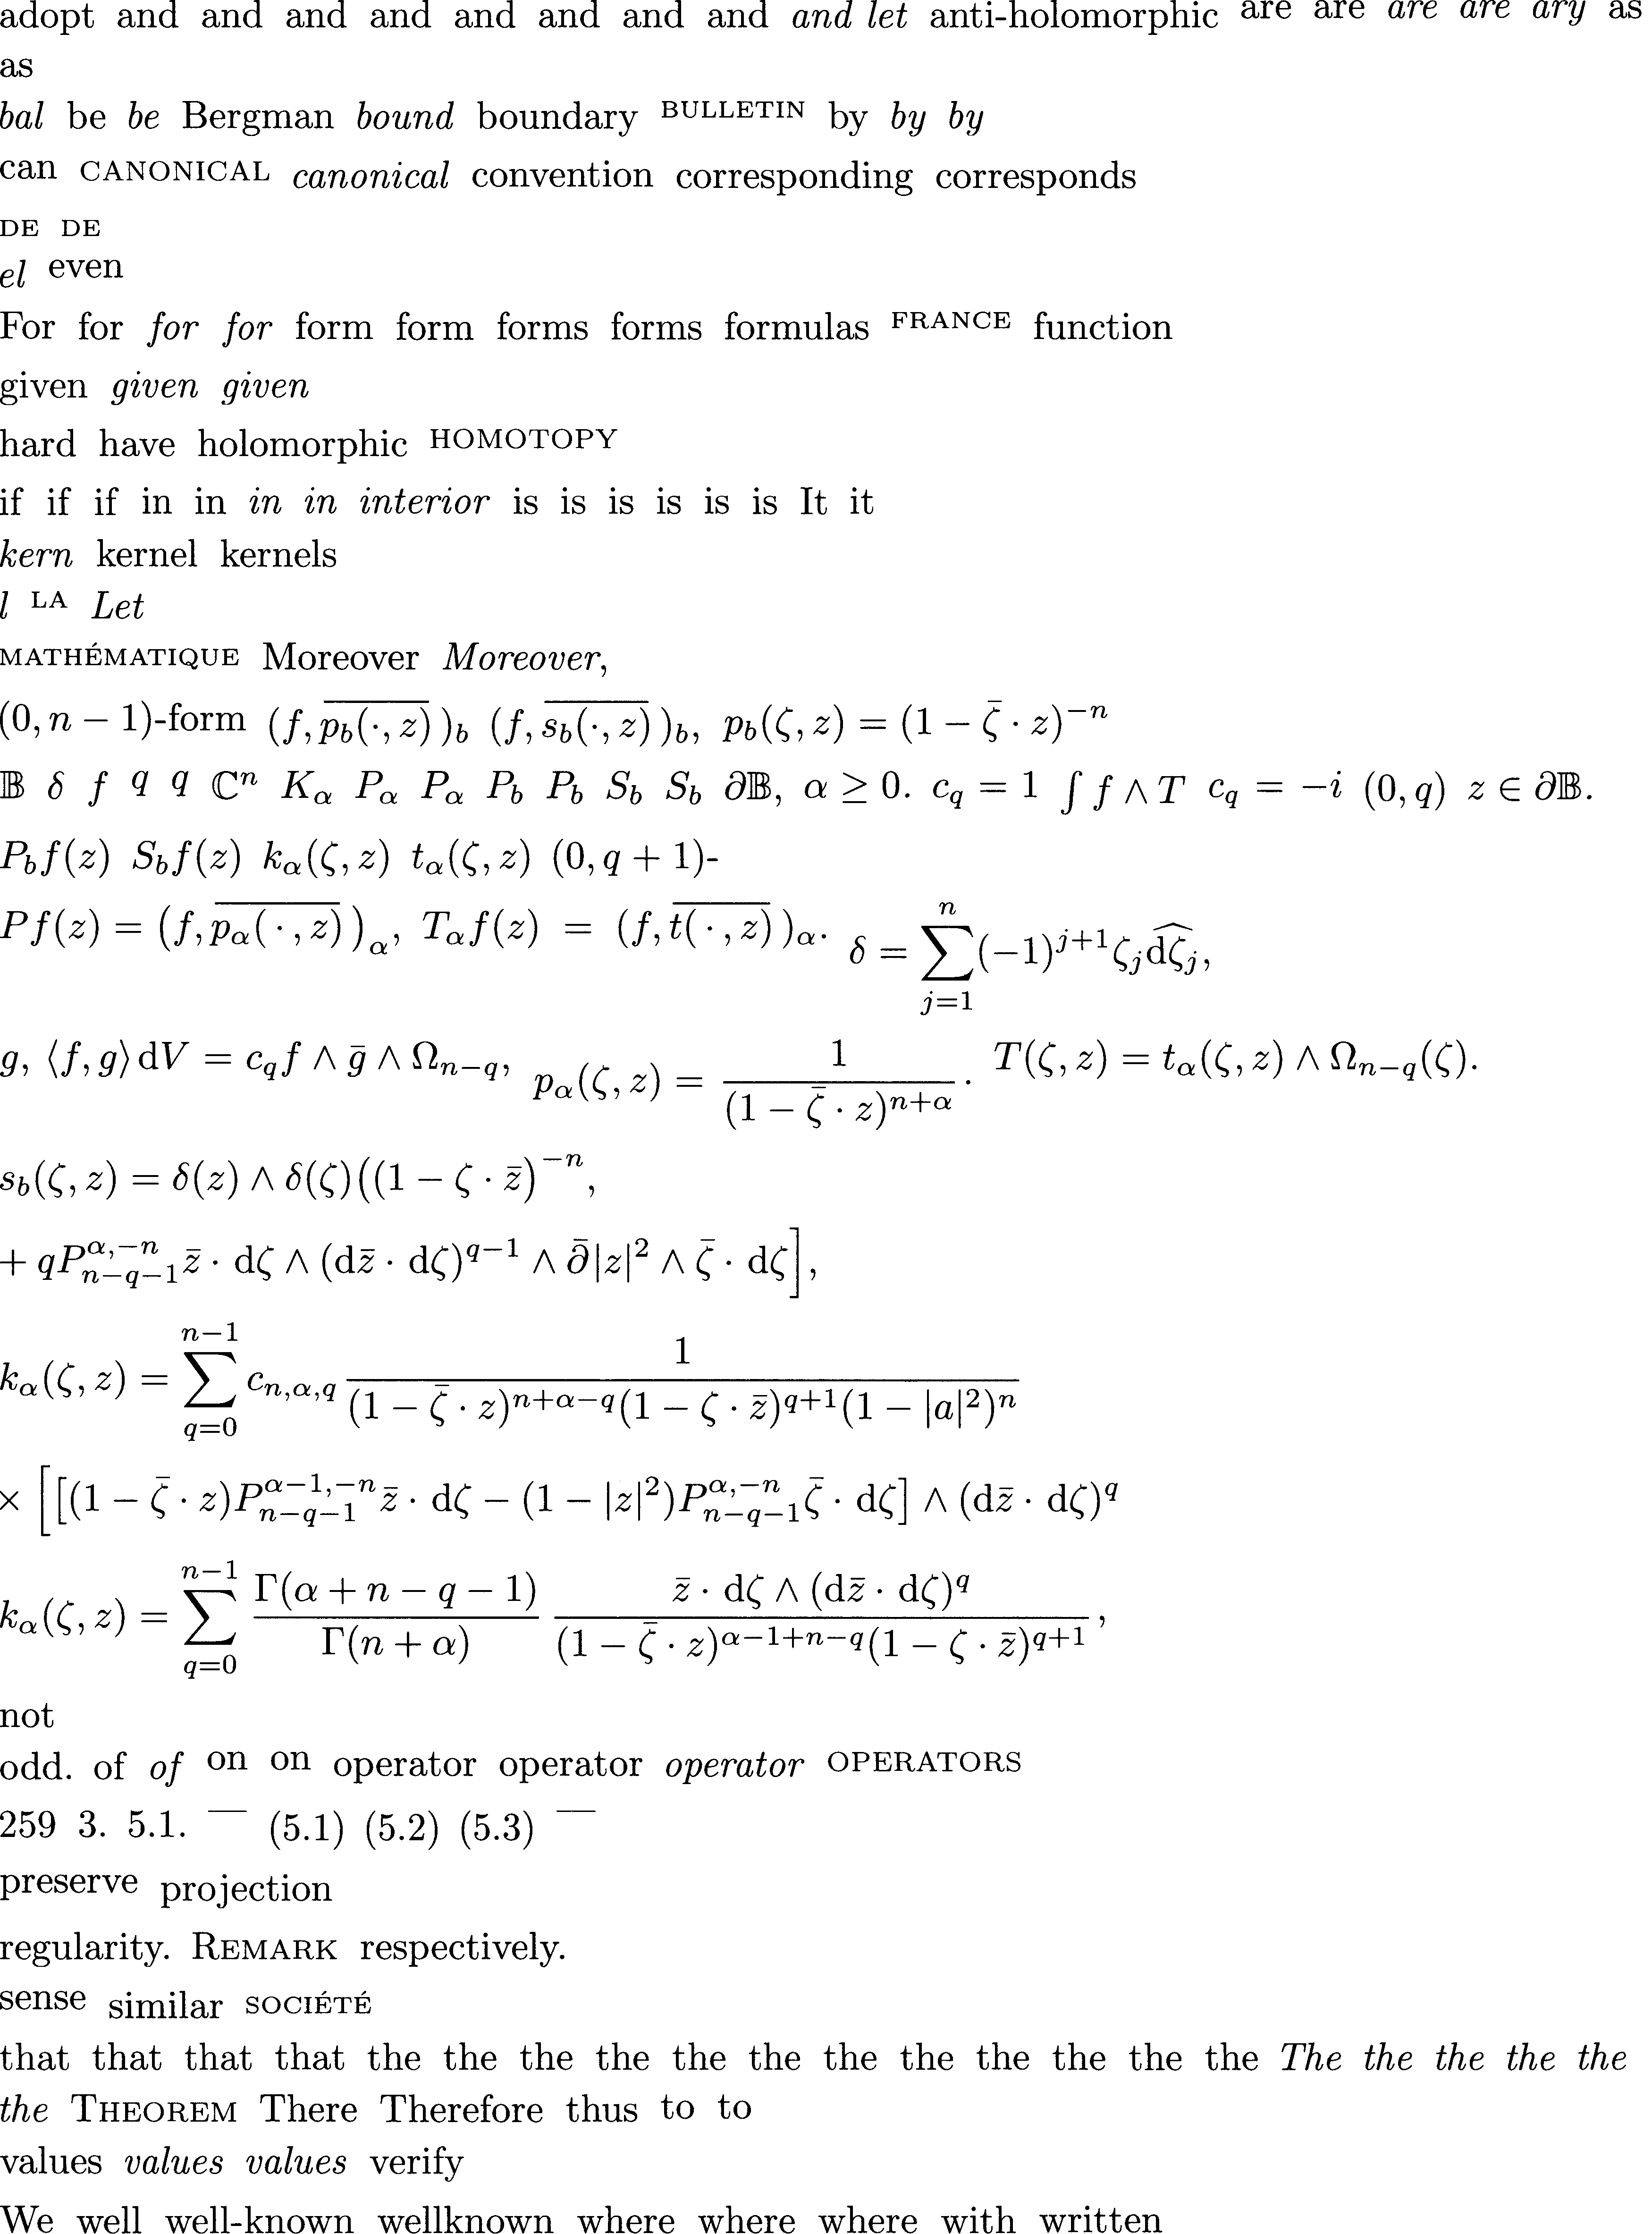 adopt and and and and and and and and and let anti-holomorphic are are are are ary as
as
bal be be Bergman bound boundary BULLETIN by by by
can CANONICAL canonical convention corresponding corresponds
DE DE
el even
For for for for form form forms forms formulas FRANCE function
given given given
hard have holomorphic HOMOTOPY
if if if in in in in interior is is is is is is It it
kern kernel kernels
l LA Let
MATHÉMATIQUE Moreover Moreover,
$(0, n-1)$-form $(f, \overline{p_b(\cdot, z)})_b$ $(f, \overline{s_b(\cdot, z)})_b,$ $p_b(\zeta, z) = (1 - \bar{\zeta} \cdot z)^{-n}$
$\mathbb{B}$ $\delta$ $f$ $q$ $q$ $\mathbb{C}^n$ $K_\alpha$ $P_\alpha$ $P_\alpha$ $P_b$ $P_b$ $S_b$ $S_b$ $\partial\mathbb{B},$ $\alpha \geq 0.$ $c_q = 1$ $\int f \wedge T$ $c_q = -i$ $(0, q)$ $z \in \partial\mathbb{B}.$
$P_b f(z)$ $S_b f(z)$ $k_\alpha(\zeta, z)$ $t_\alpha(\zeta, z)$ $(0, q+1)$-
$Pf(z) = \left(f, \overline{p_\alpha(\cdot, z)}\right)_\alpha,$ $T_\alpha f(z) = (f, \overline{t(\cdot, z)})_\alpha.$ $\delta = \sum_{j=1}^{n} (-1)^{j+1} \zeta_j \widehat{\mathrm{d}\zeta_j},$
$g,$ $\langle f, g \rangle \mathrm{d}V = c_q f \wedge \bar{g} \wedge \Omega_{n-q},$ $p_\alpha(\zeta, z) = \frac{1}{(1 - \bar{\zeta} \cdot z)^{n+\alpha}}.$ $T(\zeta, z) = t_\alpha(\zeta, z) \wedge \Omega_{n-q}(\zeta).$
$s_b(\zeta, z) = \delta(z) \wedge \delta(\zeta) \big((1 - \zeta \cdot \bar{z}\big)^{-n},$
$+ q P_{n-q-1}^{\alpha,-n} \bar{z} \cdot \mathrm{d}\zeta \wedge (\mathrm{d}\bar{z} \cdot \mathrm{d}\zeta)^{q-1} \wedge \bar{\partial}|z|^2 \wedge \bar{\zeta} \cdot \mathrm{d}\zeta \Big],$
$k_\alpha(\zeta, z) = \sum_{q=0}^{n-1} c_{n,\alpha,q} \frac{1}{(1 - \bar{\zeta} \cdot z)^{n+\alpha-q} (1 - \zeta \cdot \bar{z})^{q+1} (1 - |a|^2)^n}$
$\times \Big[ \big[ (1 - \bar{\zeta} \cdot z) P_{n-q-1}^{\alpha-1,-n} \bar{z} \cdot \mathrm{d}\zeta - (1 - |z|^2) P_{n-q-1}^{\alpha,-n} \bar{\zeta} \cdot \mathrm{d}\zeta \big] \wedge (\mathrm{d}\bar{z} \cdot \mathrm{d}\zeta)^q$
$k_\alpha(\zeta, z) = \sum_{q=0}^{n-1} \frac{\Gamma(\alpha + n - q - 1)}{\Gamma(n + \alpha)} \frac{\bar{z} \cdot \mathrm{d}\zeta \wedge (\mathrm{d}\bar{z} \cdot \mathrm{d}\zeta)^q}{(1 - \bar{\zeta} \cdot z)^{\alpha-1+n-q} (1 - \zeta \cdot \bar{z})^{q+1}},$
not
odd. of of on on operator operator operator OPERATORS
259 3. 5.1. — (5.1) (5.2) (5.3) —
preserve projection
regularity. REMARK respectively.
sense similar SOCIÉTÉ
that that that that the the the the the the the the the the the the The the the the the
the THEOREM There Therefore thus to to
values values values verify
We well well-known wellknown where where where with written